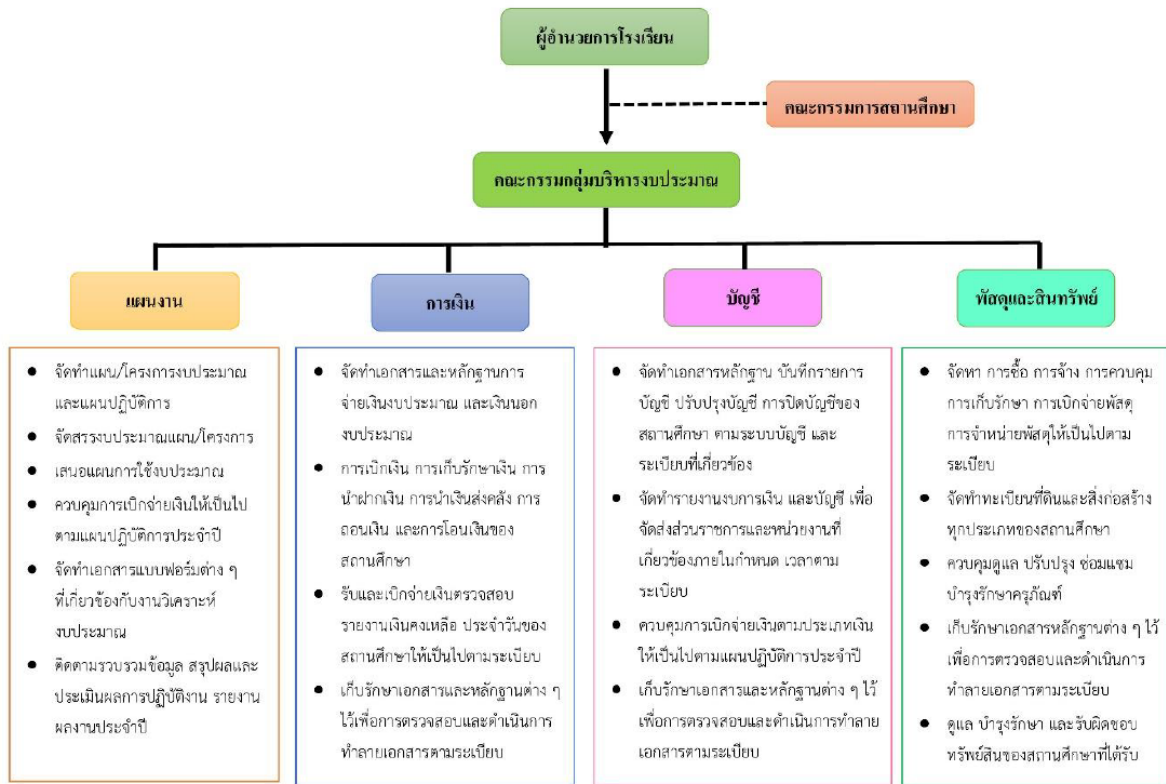 ผู้อำนวยการโรงเรียน
คณะกรรมการสถานศึกษา
คณะกรรมกลุ่มบริหารงบประมาณ
แผนงาน
การเงิน
บัญชี
พัสดุและสินทรัพย์
● จัดทำแผน/โครงการงบประมาณ
และแผนปฏิบัติการ
● จัดสรรงบประมาณแผน/โครงการ
● เสนอแผนการใช้งบประมาณ
● ควบคุมการเบิกจ่ายเงินให้เป็นไป
ตามแผนปฏิบัติการประจำปี
● จัดทำเอกสารแบบฟอร์มต่าง ๆ
ที่เกี่ยวข้องกับงานวิเคราะห์
งบประมาณ
● ติดตามรวบรวมข้อมูล สรุปผลและ
ประเมินผลการปฏิบัติงาน รายงาน
ผลงานประจำปี
● จัดทำเอกสารและหลักฐานการ
จ่ายเงินงบประมาณ และเงินนอก
งบประมาณ
● การเบิกเงิน การเก็บรักษาเงิน การ
นำฝากเงิน การนำเงินส่งคลัง การ
ถอนเงิน และการโอนเงินของ
สถานศึกษา
● รับและเบิกจ่ายเงินตรวจสอบ
รายงานเงินคงเหลือ ประจำวันของ
สถานศึกษาให้เป็นไปตามระเบียบ
● เก็บรักษาเอกสารและหลักฐานต่าง ๆ
ไว้เพื่อการตรวจสอบและดำเนินการ
ทำลายเอกสารตามระเบียบ
● จัดทำเอกสารหลักฐาน บันทึกรายการ
บัญชี ปรับปรุงบัญชี การปิดบัญชีของ
สถานศึกษา ตามระบบบัญชี และ
ระเบียบที่เกี่ยวข้อง
● จัดทำรายงานงบการเงิน และบัญชี เพื่อ
จัดส่งส่วนราชการและหน่วยงานที่
เกี่ยวข้องภายในกำหนด เวลาตาม
ระเบียบ
● ควบคุมการเบิกจ่ายเงินตามประเภทเงิน
ให้เป็นไปตามแผนปฏิบัติการประจำปี
● เก็บรักษาเอกสารและหลักฐานต่าง ๆ ไว้
เพื่อการตรวจสอบและดำเนินการทำลาย
เอกสารตามระเบียบ
● จัดหา การซื้อ การจ้าง การควบคุม
การเก็บรักษา การเบิกจ่ายพัสดุ
การจำหน่ายพัสดุให้เป็นไปตาม
ระเบียบ
● จัดทำทะเบียนที่ดินและสิ่งก่อสร้าง
ทุกประเภทของสถานศึกษา
● ควบคุมดูแล ปรับปรุง ซ่อมแซม
บำรุงรักษาครุภัณฑ์
● เก็บรักษาเอกสารหลักฐานต่าง ๆ ไว้
เพื่อการตรวจสอบและดำเนินการ
ทำลายเอกสารตามระเบียบ
● ดูแล บำรุงรักษา และรับผิดชอบ
ทรัพย์สินของสถานศึกษาที่ได้รับ